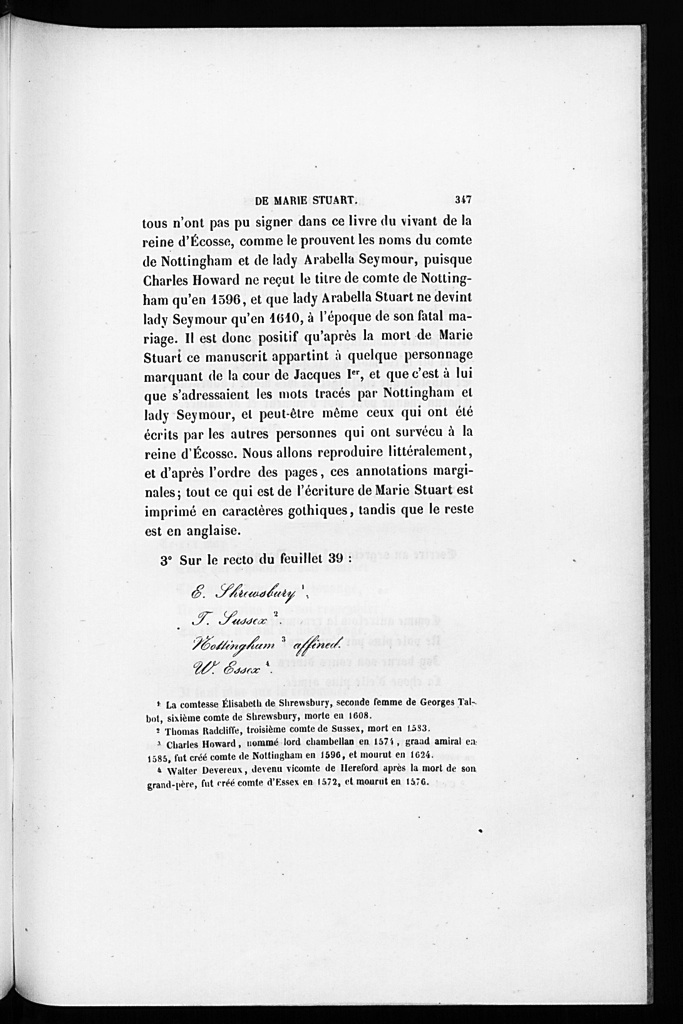 DE MARIE STUART. 347
tous n'ont pas pu signer dans ce livre du vivant de la
reine d'Écosse, comme le prouvent les noms du comte
de Nottingham et de lady Arabella Seymour, puisque
Charles Howard ne reçut le titre de comte de Notting-
ham qu'en 1596, et que lady Arabella Stuart ne devint
lady Seymour qu'en 1610, à l'époque de son fatal ma-
riage. Il est donc positif qu'après la mort de Marie
Stuart ce manuscrit appartint à quelque personnage
marquant de la cour de Jacques Iᵉʳ, et que c'est à lui
que s'adressaient les mots tracés par Nottingham et
lady Seymour, et peut-être même ceux qui ont été
écrits par les autres personnes qui ont survécu à la
reine d'Écosse. Nous allons reproduire littéralement,
et d'après l'ordre des pages, ces annotations margi-
nales; tout ce qui est de l'écriture de Marie Stuart est
imprimé en caractères gothiques, tandis que le reste
est en anglaise.
3° Sur le recto du feuillet 39 :
E. Shrewsbury ¹.
T. Sussex ².
Nottingham ³ affined.
W. Essex ⁴.
¹ La comtesse Élisabeth de Shrewsbury, seconde femme de Georges Tal-
bot, sixième comte de Shrewsbury, morte en 1608.
² Thomas Radcliffe, troisième comte de Sussex, mort en 1583.
³ Charles Howard, nommé lord chambellan en 1574, grand amiral en
1585, fut créé comte de Nottingham en 1596, et mourut en 1624.
⁴ Walter Devereux, devenu vicomte de Hereford après la mort de son
grand-père, fut créé comte d'Essex en 1572, et mourut en 1576.